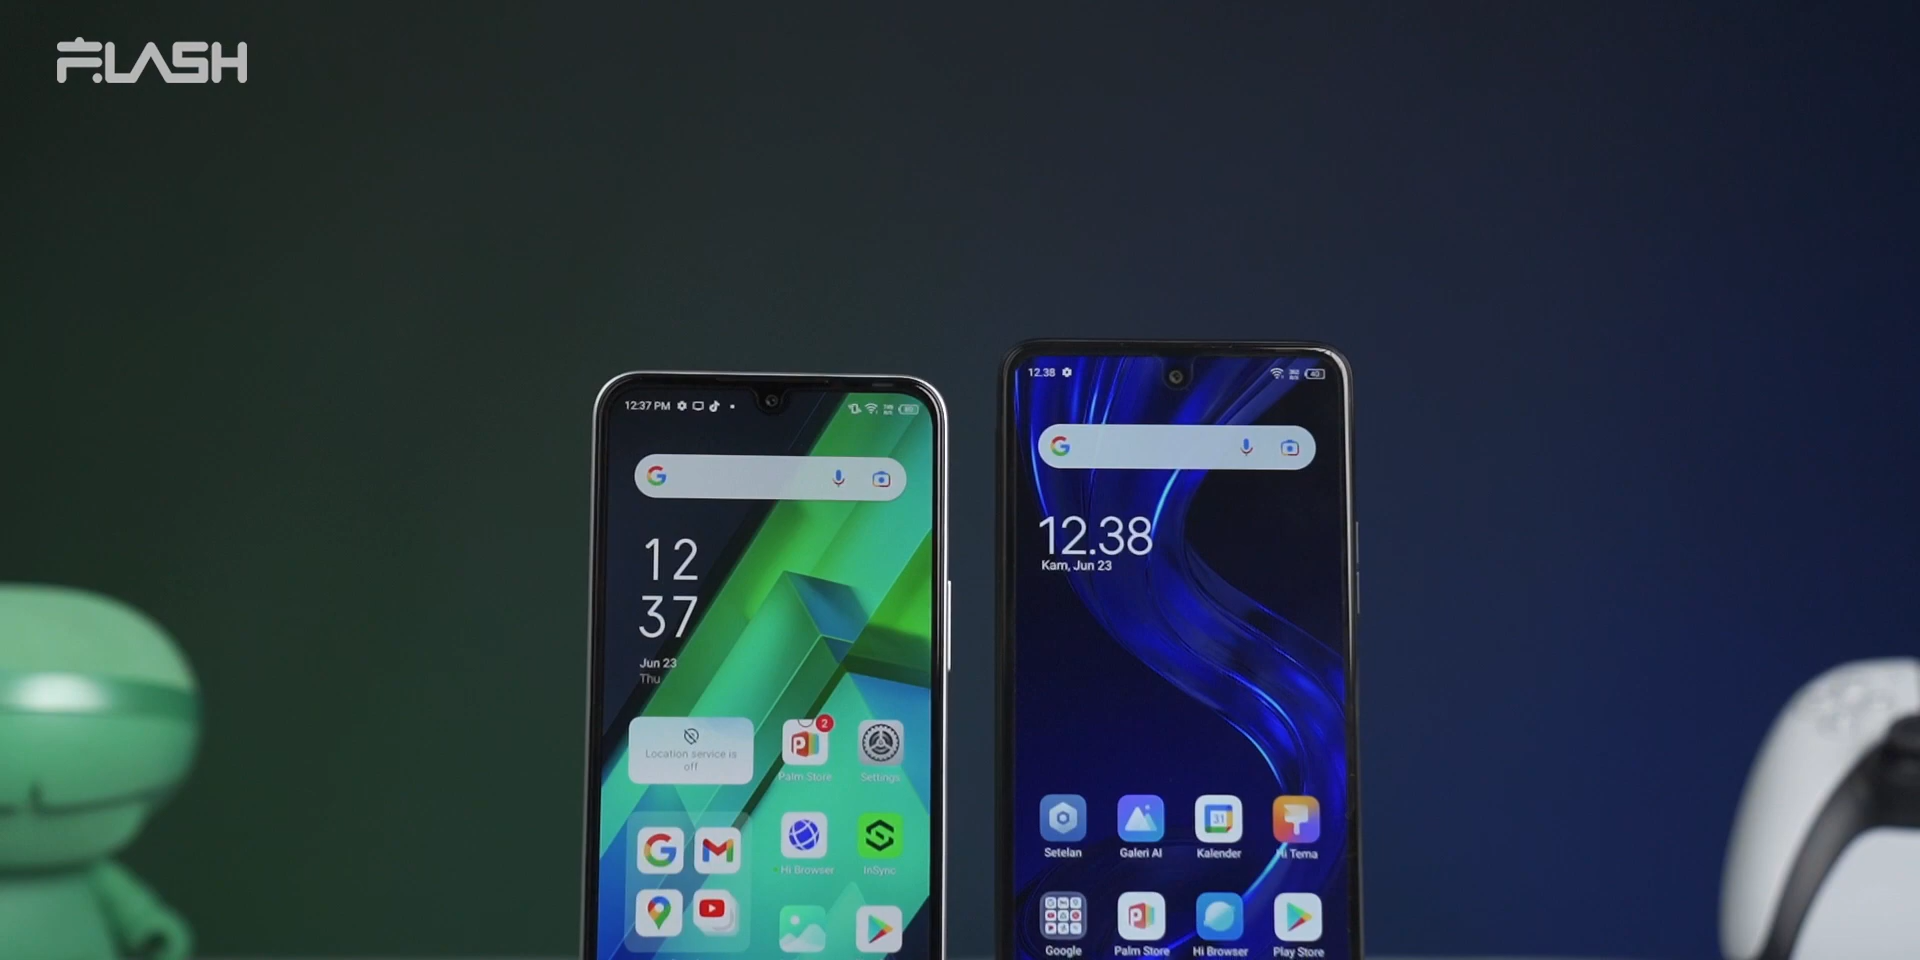 FLASH
12:37 PM
12
37
Jun 23
Thu
Location service is
off
2
Palm Store
Settings
Hi Browser
InSync
12.38
12.38
Kam, Jun 23
31
Setelan
Galeri AI
Kalender
Hi Tema
Google
Palm Store
Hi Browser
Play Store